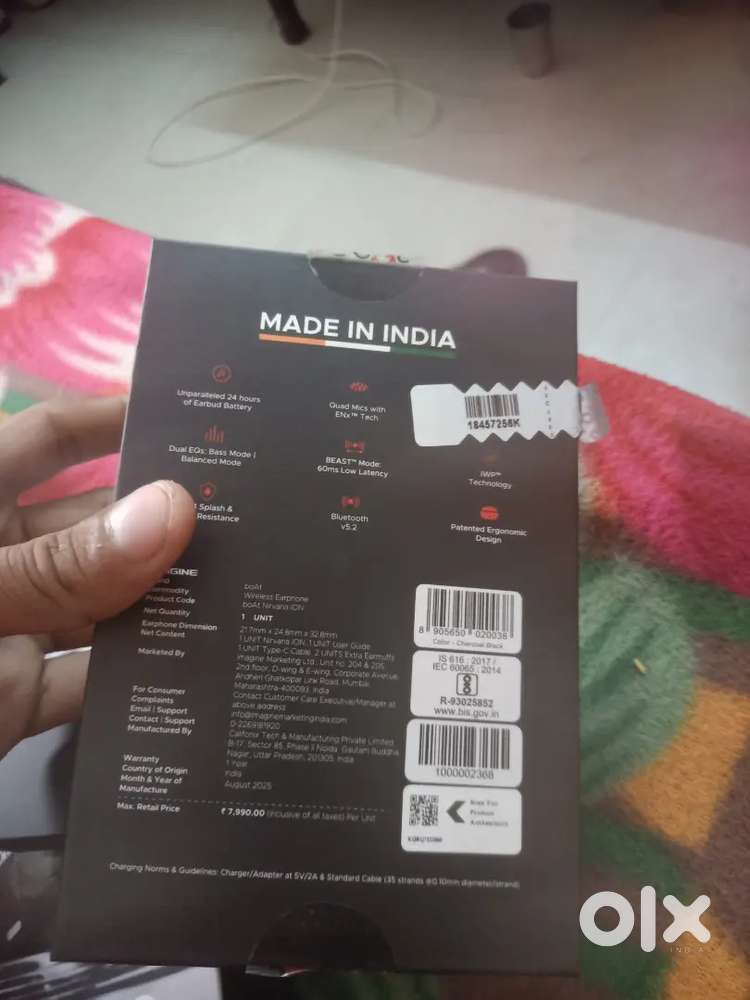 MADE IN INDIA
Unparalleled 24 hours
of Earbud Battery
Quad Mics with
ENx™ Tech
18457256K
Dual EQs: Bass Mode |
Balanced Mode
BEAST™ Mode:
60ms Low Latency
IWP™
Technology
Splash &
Resistance
Bluetooth
v5.2
Patented Ergonomic
Design
Commodity
Product Code
Net Quantity
Earphone Dimension
Net Content
Marketed By
For Consumer
Complaints
Email | Support
Contact | Support
Manufactured By
Warranty
Country of Origin
Month & Year of
Manufacture
Max. Retail Price
boAt
Wireless Earphone
boAt Nirvana iON
1 UNIT
21.7mm x 24.8mm x 32.8mm
1 UNIT Nirvana iON, 1 UNIT User Guide
1 UNIT Type-C Cable, 2 UNITS Extra Earmuffs
Imagine Marketing Ltd., Unit no. 204 & 205,
2nd floor, D-wing & E-wing, Corporate Avenue,
Andheri Ghatkopar Link Road, Mumbai,
Maharashtra-400093, India
Contact Customer Care Executive/Manager at
above address
info@imaginemarketingindia.com
0-2269181920
Califonix Tech & Manufacturing Private Limited
B-17, Sector 85, Phase II Noida, Gautam Buddha
Nagar, Uttar Pradesh, 201305, India
1 Year
India
August 2025
₹ 7,990.00 (Inclusive of all taxes) Per Unit
8 905650 020038
Color - Charcoal Black
IS 616 : 2017 /
IEC 60065 : 2014
R-93025852
www.bis.gov.in
1000002368
Scan For
Product
Charging Norms & Guidelines: Charger/Adapter at 5V/2A & Standard Cable (35 strands @0.10mm diameter/strand)
olx
INDIA